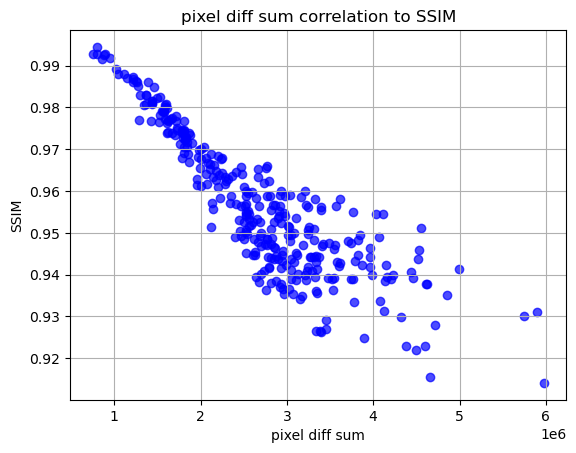 pixel diff sum correlation to SSIM
SSIM
0.99
0.98
0.97
0.96
0.95
0.94
0.93
0.92
1 2 3 4 5 6
1e6
pixel diff sum